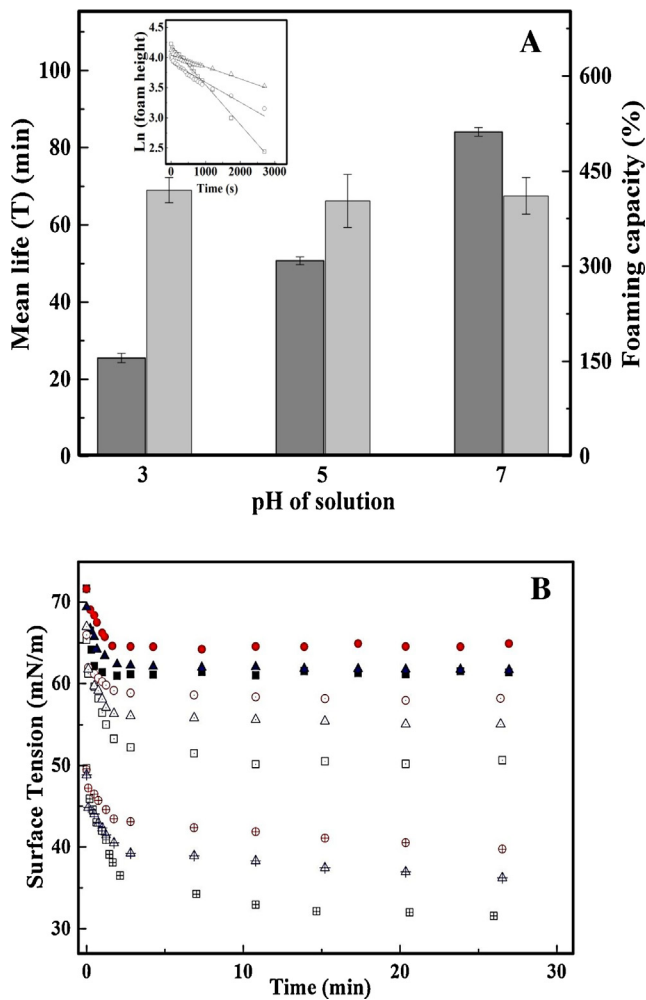 A
100
80
60
40
20
0
Mean life (T) (min)
600
450
300
150
0
Foaming capacity (%)
4.5
4.0
3.5
3.0
2.5
Ln (foam height)
0 1000 2000 3000
Time (s)
3 5 7
pH of solution
B
70
60
50
40
30
Surface Tension (mN/m)
0 10 20 30
Time (min)